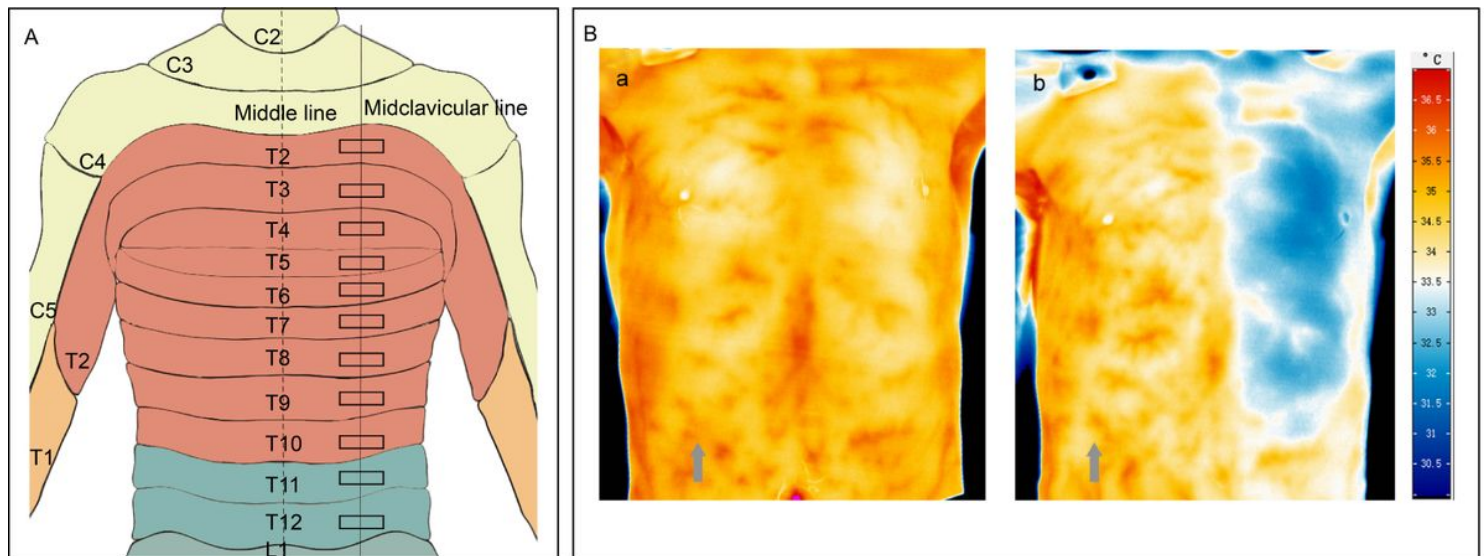 A
C2
C3
Middle line
Midclavicular line
C4
T2
T3
T4
T5
T6
C5
T7
T2
T8
T9
T10
T1
T11
T12
L1
B
a
b
° C
36.5
36
35.5
35
34.5
34
33.5
33
32.5
32
31.5
31
30.5